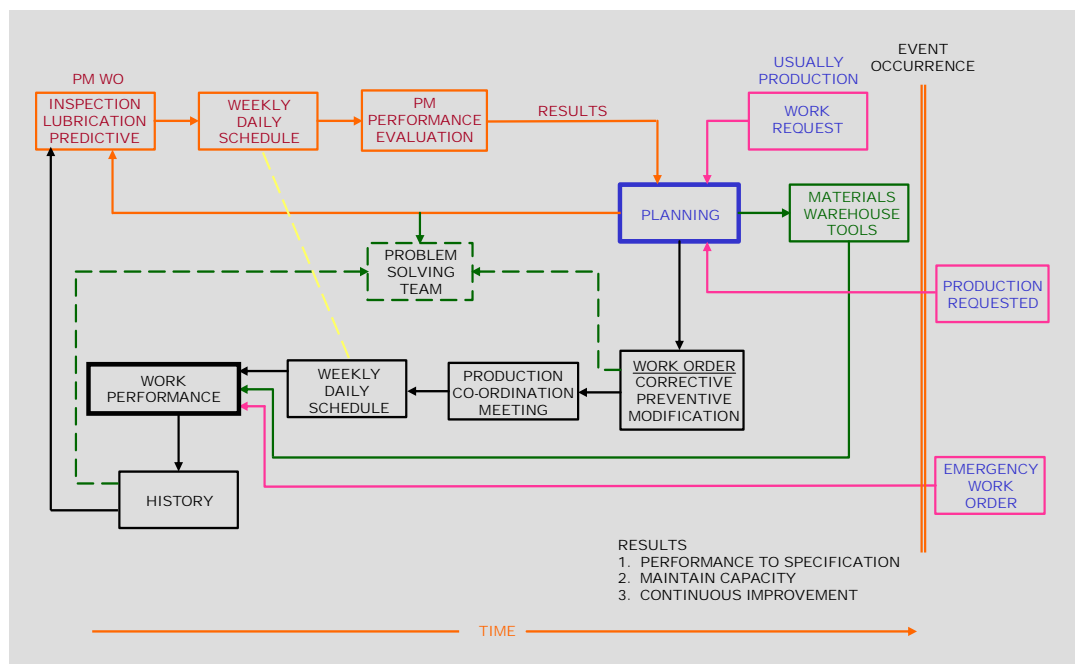 EVENT
OCCURRENCE
PM WO
USUALLY
PRODUCTION
INSPECTION
LUBRICATION
PREDICTIVE
WEEKLY
DAILY
SCHEDULE
PM
PERFORMANCE
EVALUATION
RESULTS
WORK
REQUEST
PLANNING
MATERIALS
WAREHOUSE
TOOLS
PROBLEM
SOLVING
TEAM
PRODUCTION
REQUESTED
WORK
PERFORMANCE
WEEKLY
DAILY
SCHEDULE
PRODUCTION
CO-ORDINATION
MEETING
WORK ORDER
CORRECTIVE
PREVENTIVE
MODIFICATION
HISTORY
EMERGENCY
WORK
ORDER
RESULTS
1. PERFORMANCE TO SPECIFICATION
2. MAINTAIN CAPACITY
3. CONTINUOUS IMPROVEMENT
TIME